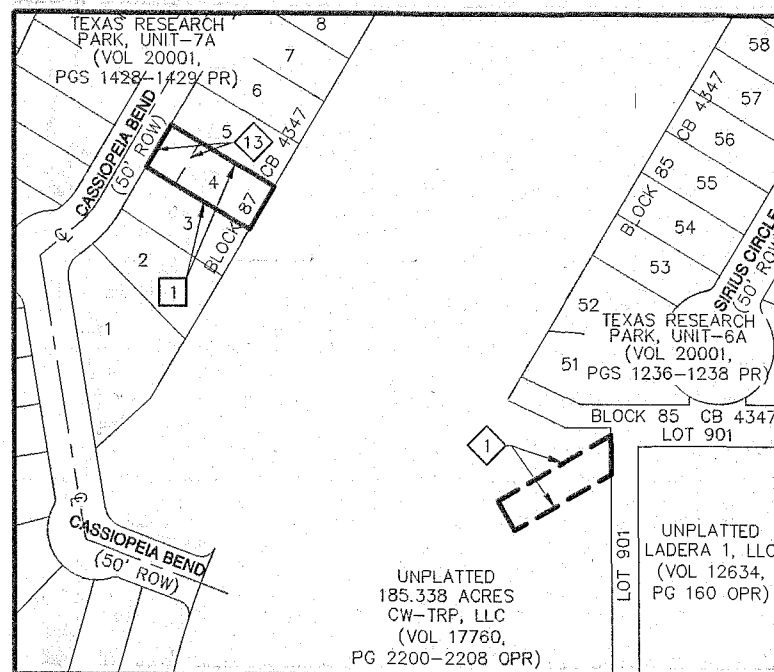 TEXAS RESEARCH
PARK, UNIT-7A
(VOL 20001,
PGS 1428-1429 PR)
8
7
6
5
4
3
2
1
13
1
CASSIOPEIA BEND
(50' ROW)
BLOCK 87 CB 4347
CASSIOPEIA BEND
(50' ROW)
58
57
56
55
54
53
52
51
BLOCK 85 CB 4347
SIRIUS CIRCLE
(50' ROW)
TEXAS RESEARCH
PARK, UNIT-6A
(VOL 20001,
PGS 1236-1238 PR)
BLOCK 85 CB 4347
LOT 901
1
LOT 901
UNPLATTED
LADERA 1, LLC
(VOL 12634,
PG 160 OPR)
UNPLATTED
185.338 ACRES
CW-TRP, LLC
(VOL 17760,
PG 2200-2208 OPR)